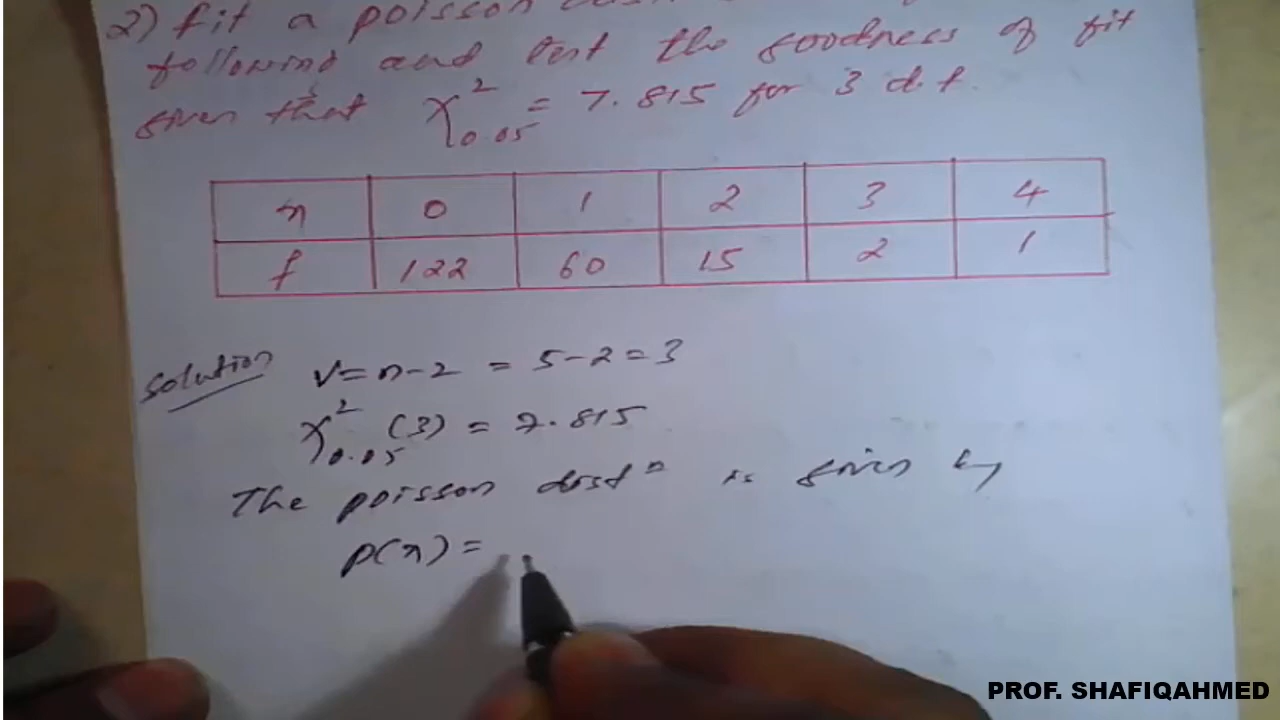 2) fit a poisson
following and test the goodness of fit
given that χ²0.05 = 7.815 for 3 d.f.
x 0 1 2 3 4
f 122 60 15 2 1
Solution ν=n-2 = 5-2=3
χ²0.05 (3) = 7.815
The poisson distⁿ is given by
p(x) =
PROF. SHAFIQAHMED